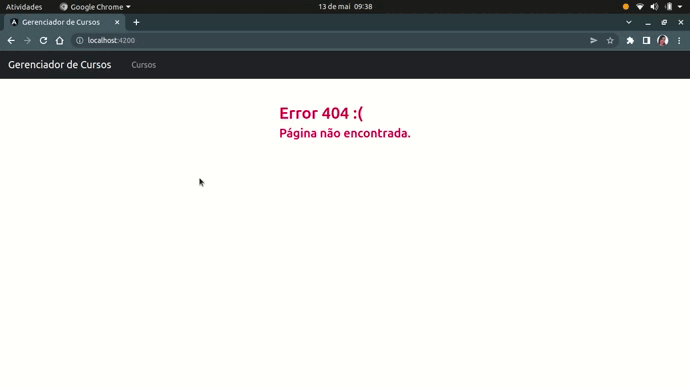 Atividades
Google Chrome
13 de mai 09:38
Gerenciador de Cursos
localhost:4200
Gerenciador de Cursos
Cursos
Error 404 :(
Página não encontrada.